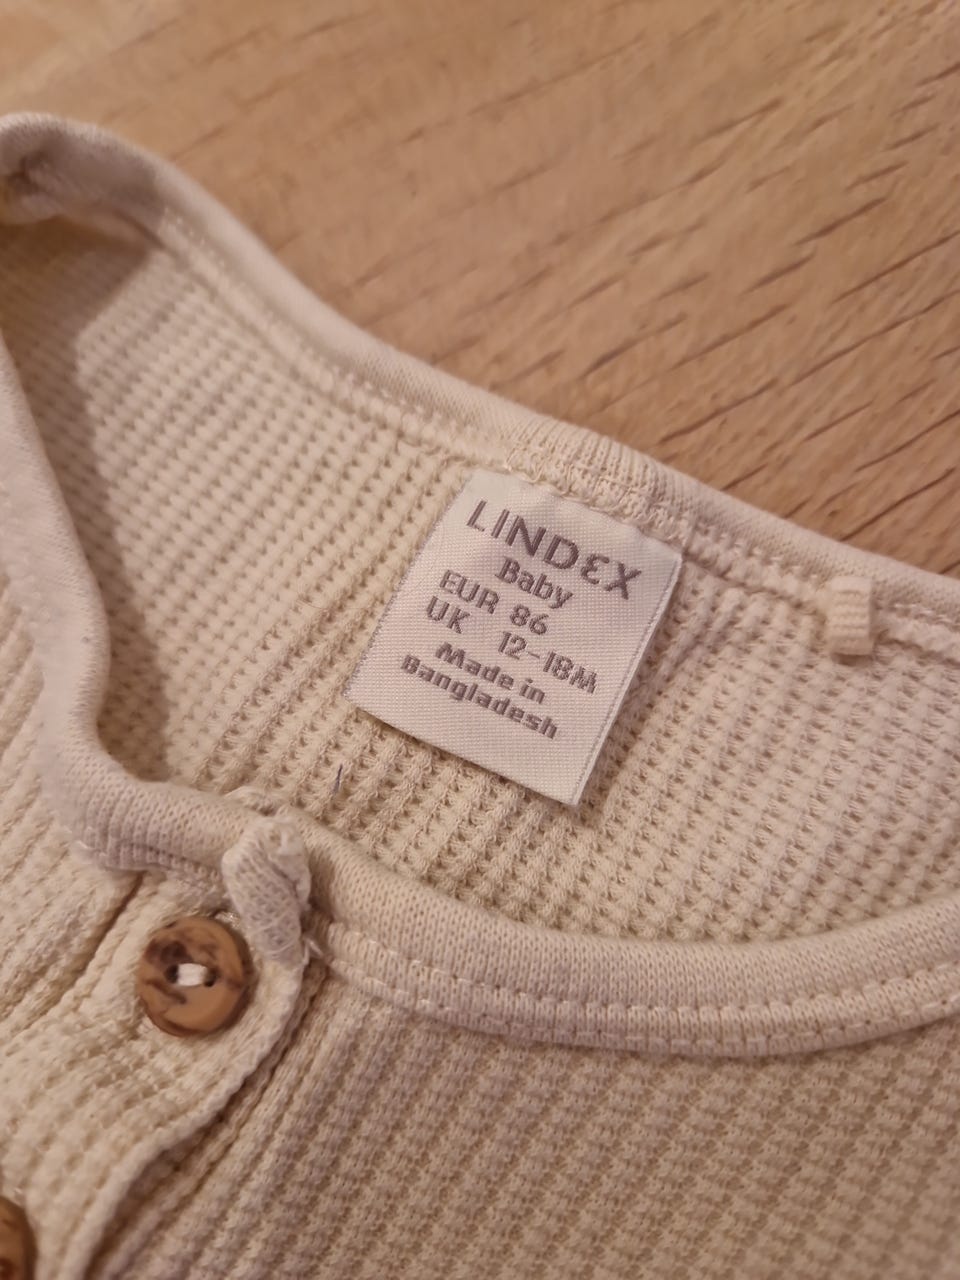 LINDEX
Baby
EUR 86
UK 12-18M
Made in
Bangladesh